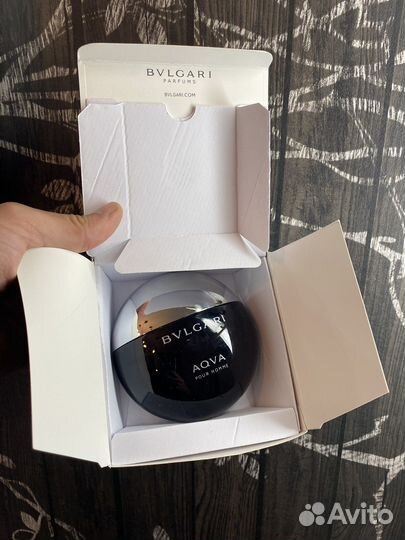 BVLGARI
PARFUMS
BVLGARI.COM
BVLGARI
AQVA
POUR HOMME
Avito